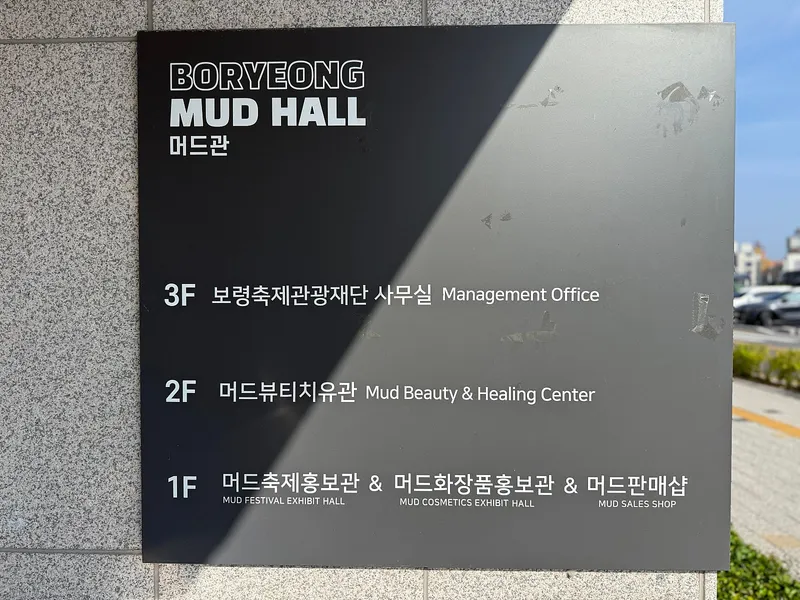 BORYEONG
MUD HALL
머드관
3F 보령축제관광재단 사무실 Management Office
2F 머드뷰티치유관 Mud Beauty & Healing Center
1F 머드축제홍보관 & 머드화장품홍보관 & 머드판매샵
MUD FESTIVAL EXHIBIT HALL MUD COSMETICS EXHIBIT HALL MUD SALES SHOP